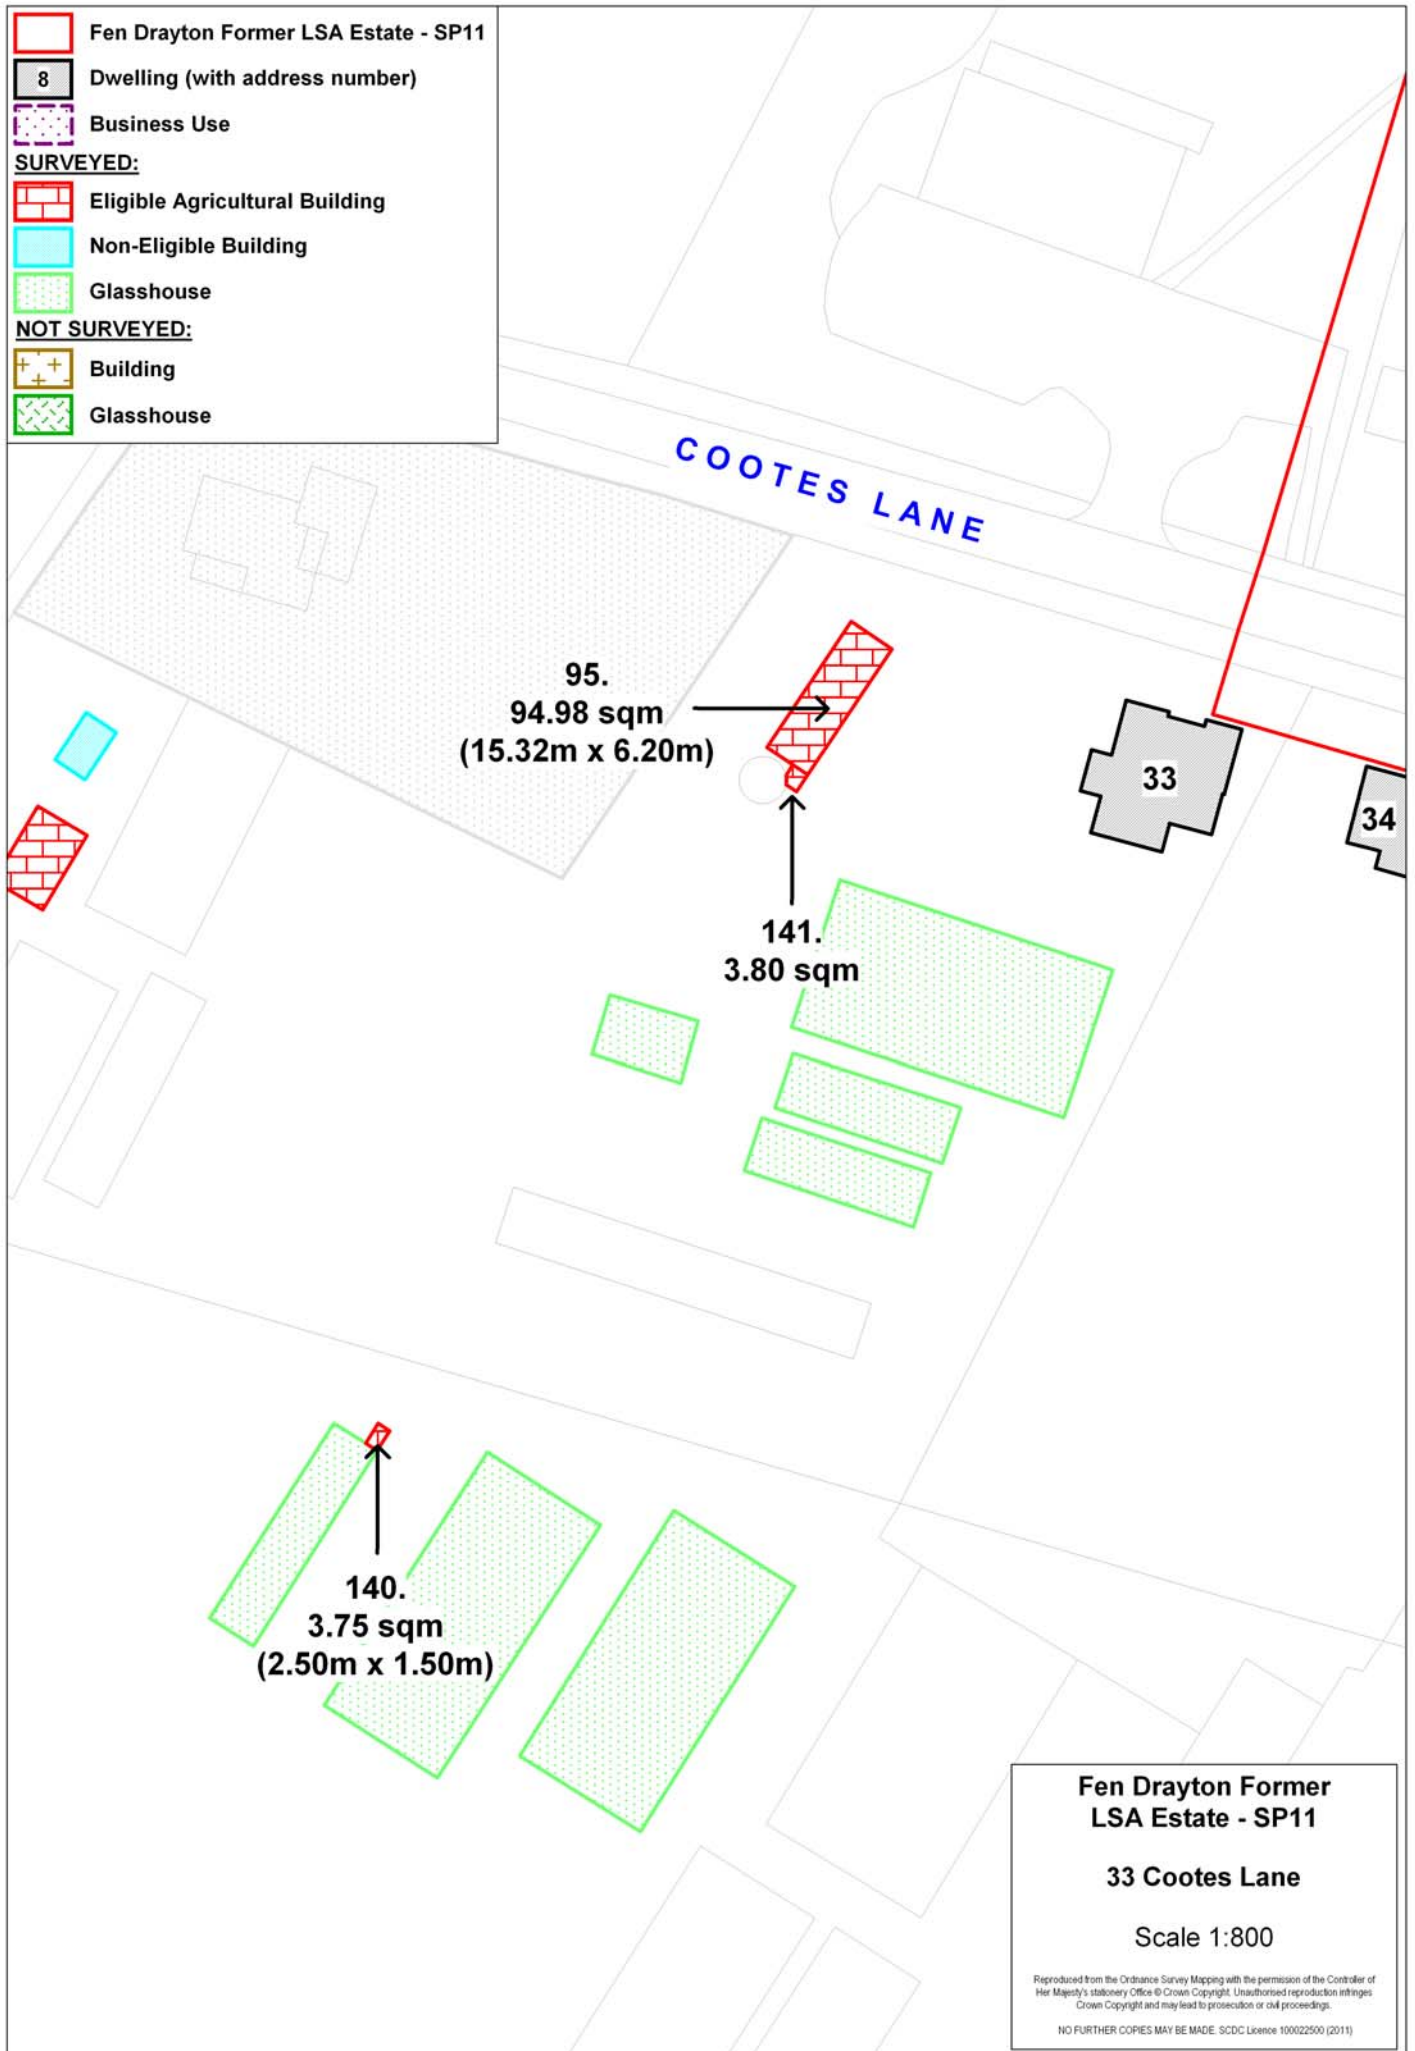 Fen Drayton Former LSA Estate - SP11
8
Dwelling (with address number)
Business Use
SURVEYED:
Eligible Agricultural Building
Non-Eligible Building
Glasshouse
NOT SURVEYED:
Building
Glasshouse
COOTES LANE
95.
94.98 sqm
(15.32m x 6.20m)
33
34
141.
3.80 sqm
140.
3.75 sqm
(2.50m x 1.50m)
Fen Drayton Former
LSA Estate - SP11
33 Cootes Lane
Scale 1:800
Reproduced from the Ordnance Survey Mapping with the permission of the Controller of
Her Majesty's stationery Office © Crown Copyright. Unauthorised reproduction infringes
Crown Copyright and may lead to prosecution or civil proceedings.
NO FURTHER COPIES MAY BE MADE. SCDC Licence 100022500 (2011)